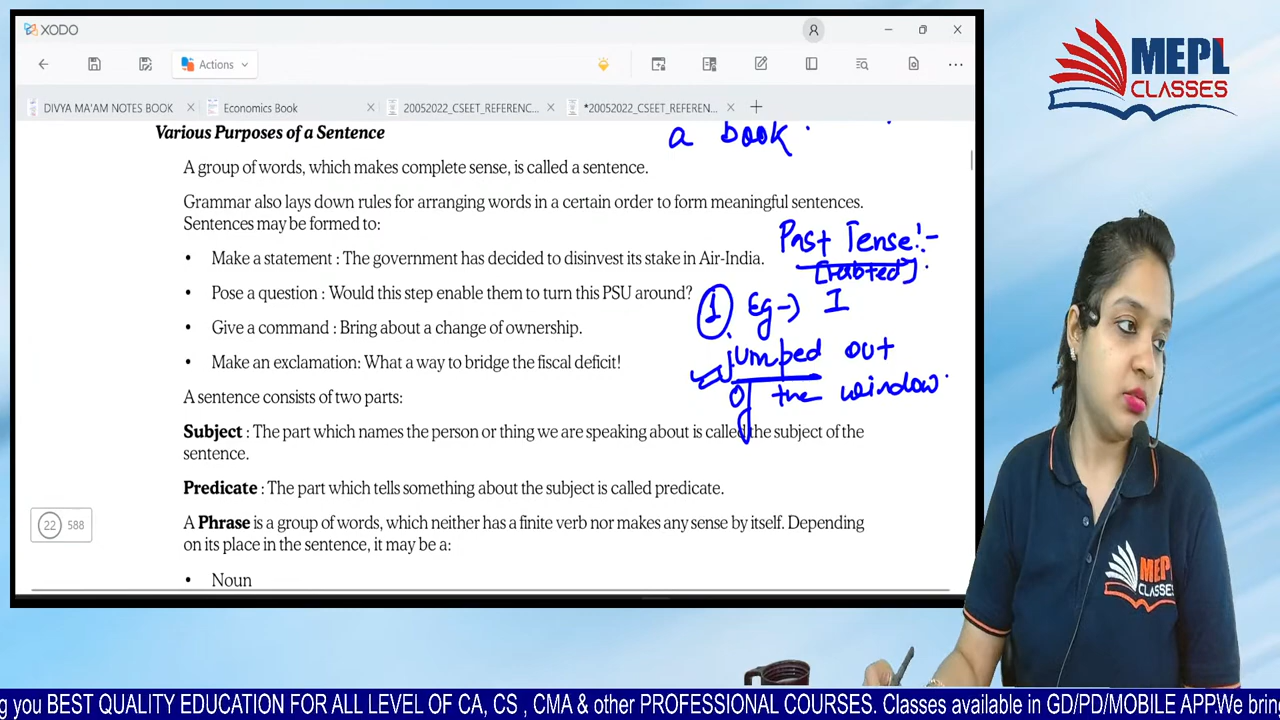 XODO
Actions
DIVYA MA'AM NOTES BOOK
Economics Book
20052022_CSEET_REFERENC...
*20052022_CSEET_REFEREN...
MEPL
CLASSES
a book.
Various Purposes of a Sentence
A group of words, which makes complete sense, is called a sentence.
Grammar also lays down rules for arranging words in a certain order to form meaningful sentences.
Sentences may be formed to:
• Make a statement : The government has decided to disinvest its stake in Air-India.
• Pose a question : Would this step enable them to turn this PSU around?
• Give a command : Bring about a change of ownership.
• Make an exclamation: What a way to bridge the fiscal deficit!
A sentence consists of two parts:
Subject : The part which names the person or thing we are speaking about is called the subject of the
sentence.
Predicate : The part which tells something about the subject is called predicate.
A Phrase is a group of words, which neither has a finite verb nor makes any sense by itself. Depending
on its place in the sentence, it may be a:
• Noun
Past Tense:-
① Eg → I
jumped out
of the window.
22 588
MEPL
CLASSES
g you BEST QUALITY EDUCATION FOR ALL LEVEL OF CA, CS , CMA & other PROFESSIONAL COURSES. Classes available in GD/PD/MOBILE APP.We bring